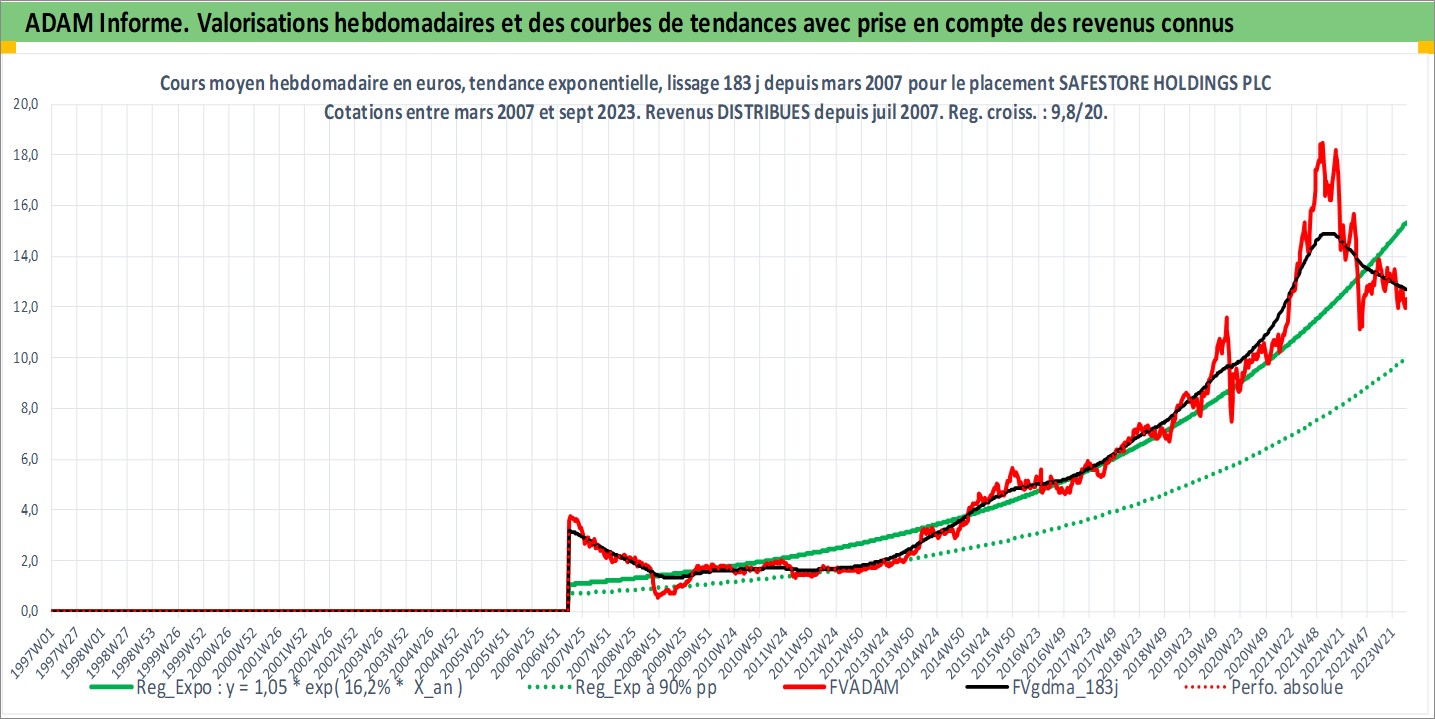 ADAM Informe. Valorisations hebdomadaires et des courbes de tendances avec prise en compte des revenus connus
Cours moyen hebdomadaire en euros, tendance exponentielle, lissage 183 j depuis mars 2007 pour le placement SAFESTORE HOLDINGS PLC
Cotations entre mars 2007 et sept 2023. Revenus DISTRIBUES depuis juil 2007. Reg. croiss. : 9,8/20.
20,0
18,0
16,0
14,0
12,0
10,0
8,0
6,0
4,0
2,0
0,0
1997W01
1997W27
1998W01
1998W27
1998W53
1999W26
1999W52
2000W26
2000W52
2001W26
2001W52
2002W26
2002W52
2003W26
2003W52
2004W26
2004W52
2005W25
2005W51
2006W25
2006W51
2007W25
2007W51
2008W25
2008W51
2009W25
2009W51
2010W24
2010W50
2011W24
2011W50
2012W24
2012W50
2013W24
2013W50
2014W24
2014W50
2015W24
2015W50
2016W23
2016W49
2017W23
2017W49
2018W23
2018W49
2019W23
2019W49
2020W23
2020W49
2021W22
2021W48
2022W21
2022W47
2023W21
Reg_Expo : y = 1,05 * exp( 16,2% * X_an )
Reg_Exp à 90% pp
FVADAM
FVgdma_183j
Perfo. absolue